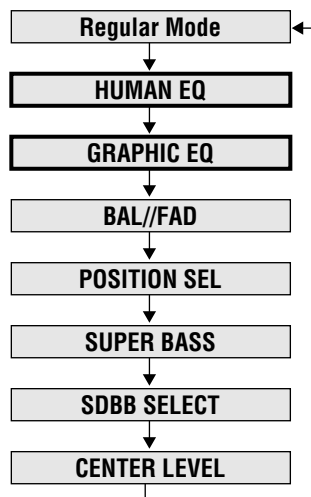 Regular Mode
HUMAN EQ
GRAPHIC EQ
BAL//FAD
POSITION SEL
SUPER BASS
SDBB SELECT
CENTER LEVEL